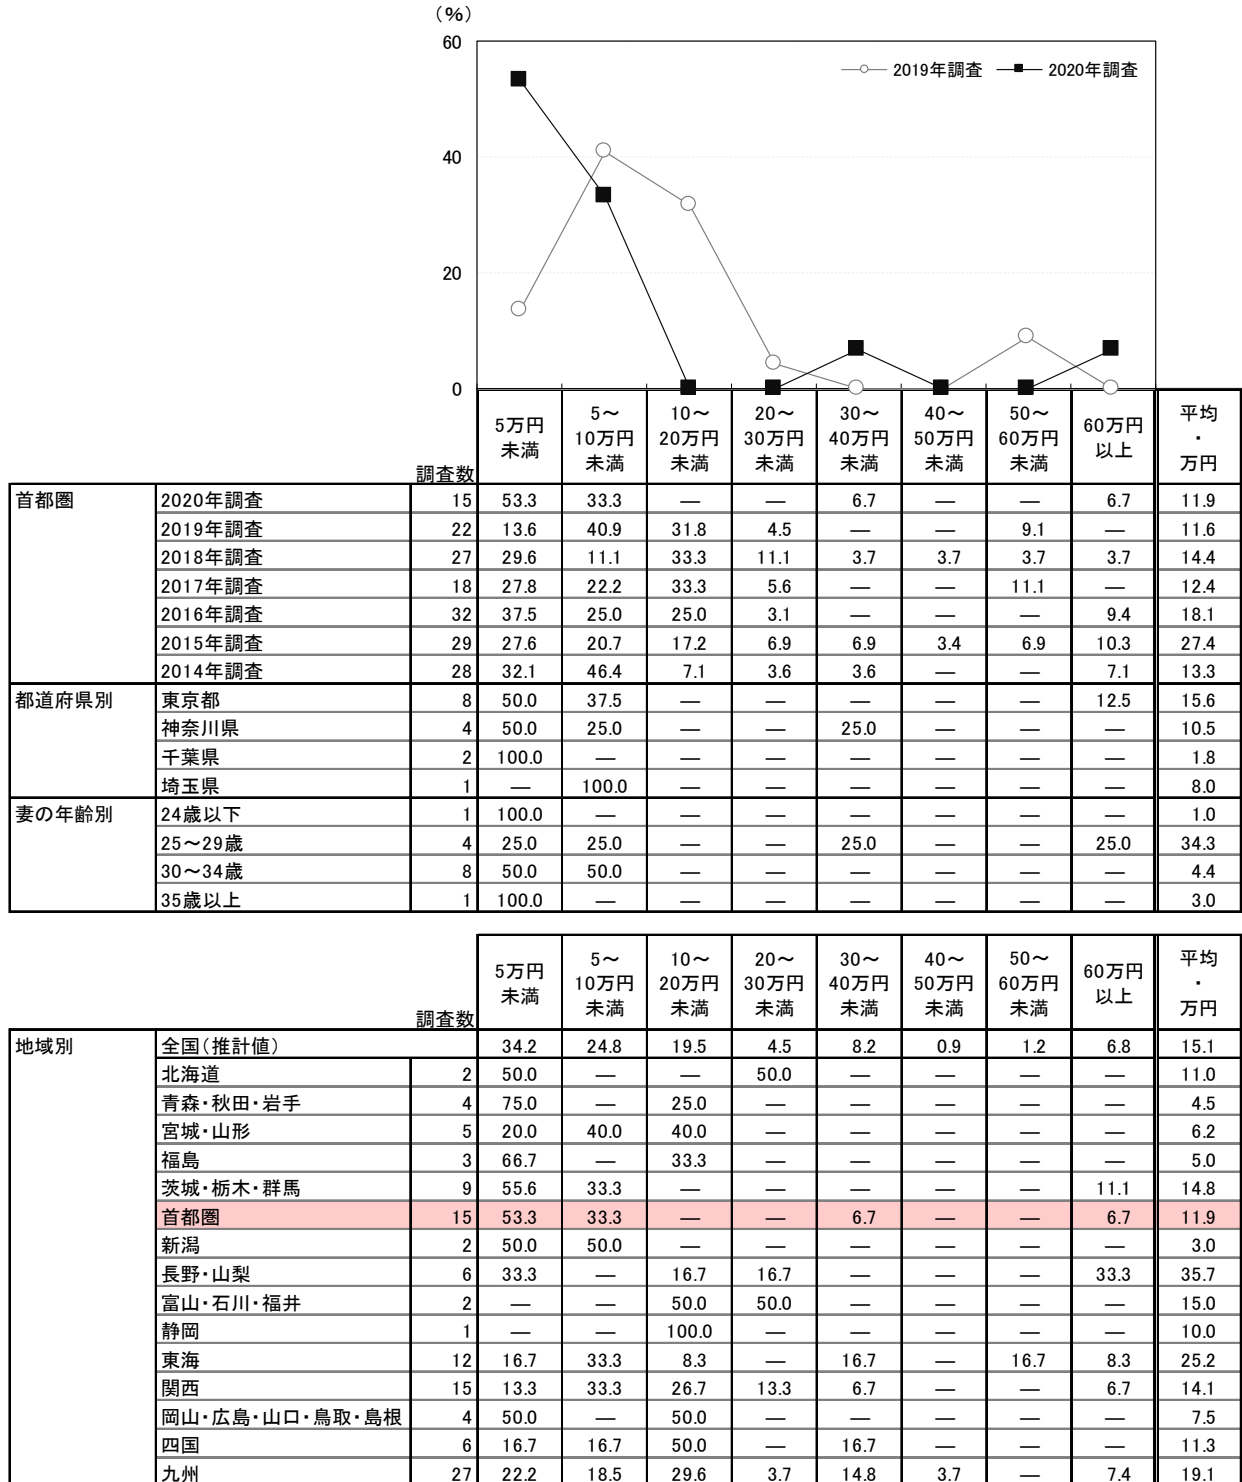 （％）
60
2019年調査 2020年調査
40
20
0
調査数 5万円未満 5～10万円未満 10～20万円未満 20～30万円未満 30～40万円未満 40～50万円未満 50～60万円未満 60万円以上 平均・万円
首都圏 2020年調査 15 53.3 33.3 ― ― 6.7 ― ― 6.7 11.9
2019年調査 22 13.6 40.9 31.8 4.5 ― ― 9.1 ― 11.6
2018年調査 27 29.6 11.1 33.3 11.1 3.7 3.7 3.7 3.7 14.4
2017年調査 18 27.8 22.2 33.3 5.6 ― ― 11.1 ― 12.4
2016年調査 32 37.5 25.0 25.0 3.1 ― ― ― 9.4 18.1
2015年調査 29 27.6 20.7 17.2 6.9 6.9 3.4 6.9 10.3 27.4
2014年調査 28 32.1 46.4 7.1 3.6 3.6 ― ― 7.1 13.3
都道府県別 東京都 8 50.0 37.5 ― ― ― ― ― 12.5 15.6
神奈川県 4 50.0 25.0 ― ― 25.0 ― ― ― 10.5
千葉県 2 100.0 ― ― ― ― ― ― ― 1.8
埼玉県 1 ― 100.0 ― ― ― ― ― ― 8.0
妻の年齢別 24歳以下 1 100.0 ― ― ― ― ― ― ― 1.0
25～29歳 4 25.0 25.0 ― ― 25.0 ― ― 25.0 34.3
30～34歳 8 50.0 50.0 ― ― ― ― ― ― 4.4
35歳以上 1 100.0 ― ― ― ― ― ― ― 3.0
調査数 5万円未満 5～10万円未満 10～20万円未満 20～30万円未満 30～40万円未満 40～50万円未満 50～60万円未満 60万円以上 平均・万円
地域別 全国（推計値） 34.2 24.8 19.5 4.5 8.2 0.9 1.2 6.8 15.1
北海道 2 50.0 ― ― 50.0 ― ― ― ― 11.0
青森・秋田・岩手 4 75.0 ― 25.0 ― ― ― ― ― 4.5
宮城・山形 5 20.0 40.0 40.0 ― ― ― ― ― 6.2
福島 3 66.7 ― 33.3 ― ― ― ― ― 5.0
茨城・栃木・群馬 9 55.6 33.3 ― ― ― ― ― 11.1 14.8
首都圏 15 53.3 33.3 ― ― 6.7 ― ― 6.7 11.9
新潟 2 50.0 50.0 ― ― ― ― ― ― 3.0
長野・山梨 6 33.3 ― 16.7 16.7 ― ― ― 33.3 35.7
富山・石川・福井 2 ― ― 50.0 50.0 ― ― ― ― 15.0
静岡 1 ― ― 100.0 ― ― ― ― ― 10.0
東海 12 16.7 33.3 8.3 ― 16.7 ― 16.7 8.3 25.2
関西 15 13.3 33.3 26.7 13.3 6.7 ― ― 6.7 14.1
岡山・広島・山口・鳥取・島根 4 50.0 ― 50.0 ― ― ― ― ― 7.5
四国 6 16.7 16.7 50.0 ― 16.7 ― ― ― 11.3
九州 27 22.2 18.5 29.6 3.7 14.8 3.7 ― 7.4 19.1